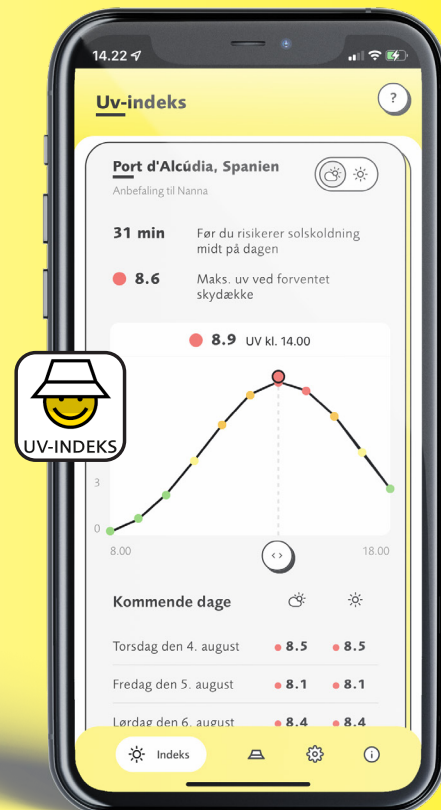 14.22
Uv-indeks
?
Port d'Alcúdia, Spanien
Anbefaling til Nanna
31 min Før du risikerer solskoldning
midt på dagen
8.6 Maks. uv ved forventet
skydække
8.9 UV kl. 14.00
UV-INDEKS
3
0
8.00 18.00
Kommende dage
Torsdag den 4. august 8.5 8.5
Fredag den 5. august 8.1 8.1
Lørdag den 6. august 8.4 8.4
Indeks